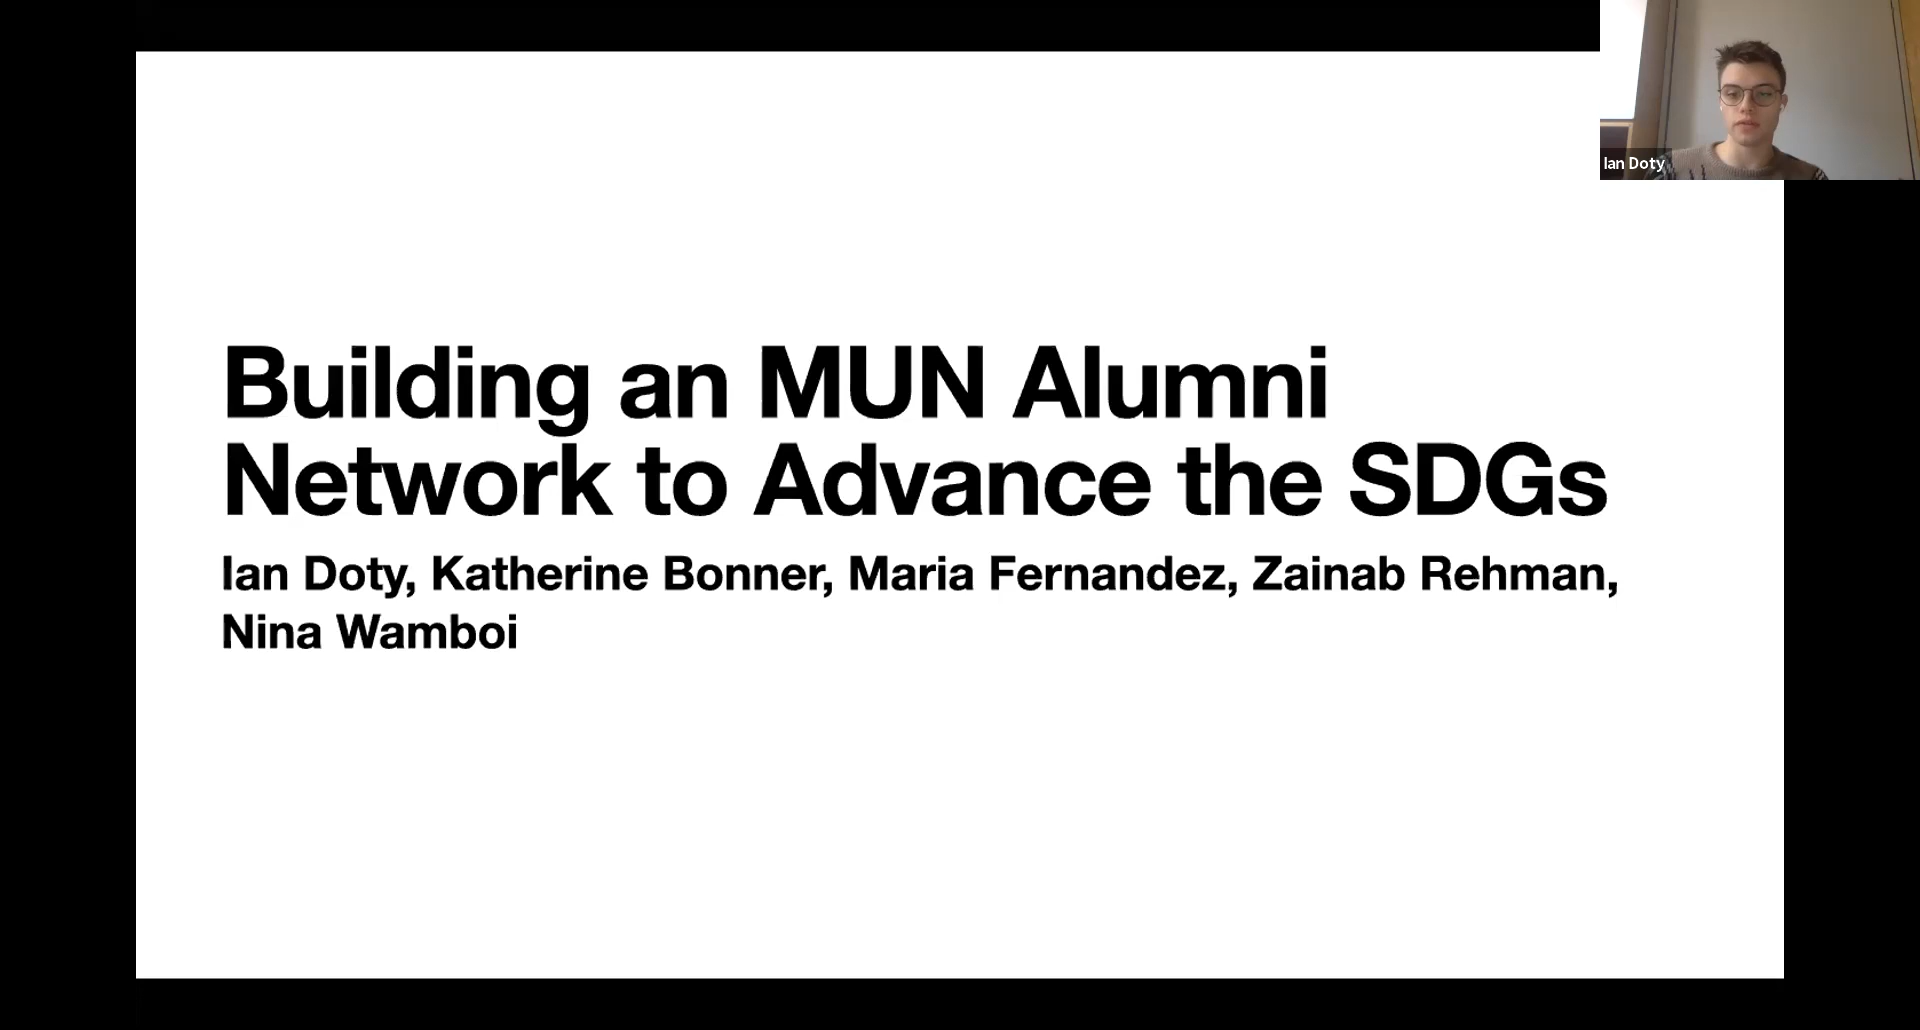 Building an MUN Alumni
Network to Advance the SDGs
Ian Doty, Katherine Bonner, Maria Fernandez, Zainab Rehman,
Nina Wamboi
Ian Doty